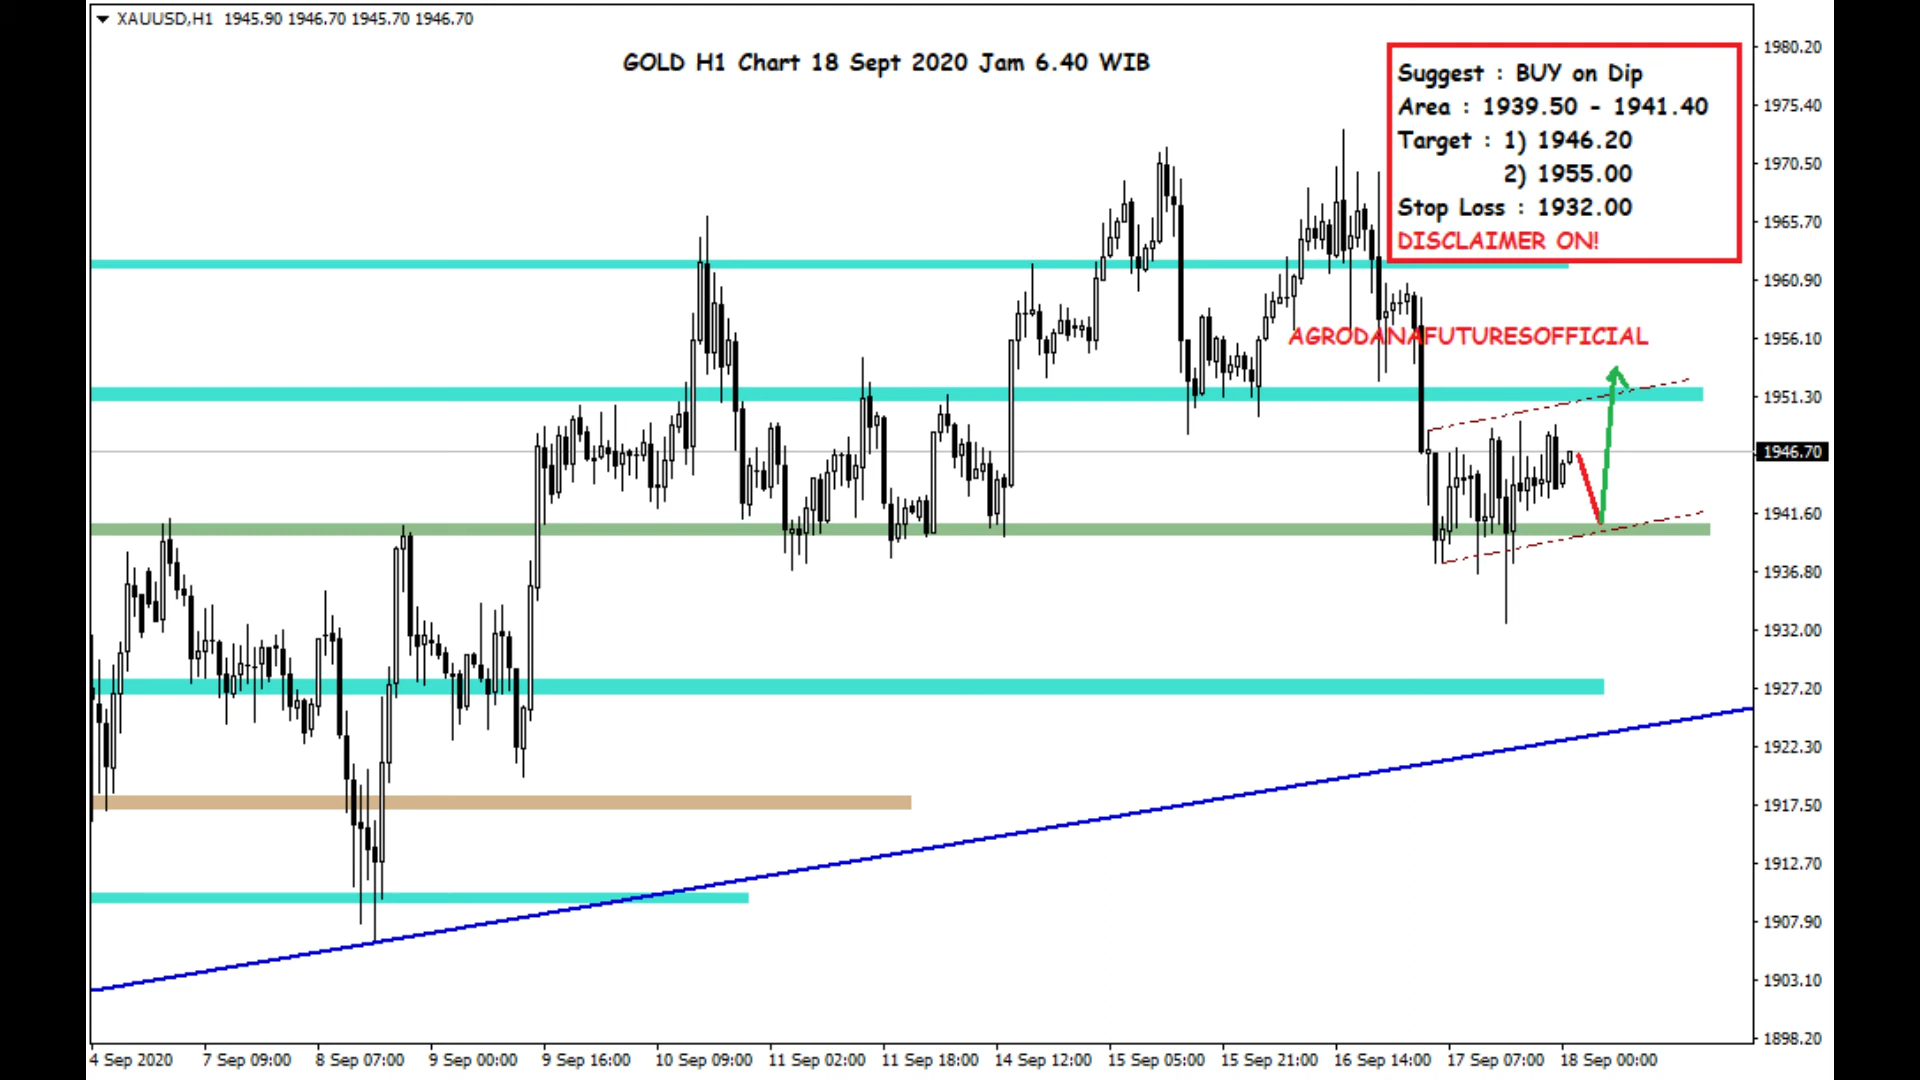 XAUUSD,H1 1945.90 1946.70 1945.70 1946.70
GOLD H1 Chart 18 Sept 2020 Jam 6.40 WIB
Suggest : BUY on Dip
Area : 1939.50 - 1941.40
Target : 1) 1946.20
2) 1955.00
Stop Loss : 1932.00
DISCLAIMER ON!
AGRODANAFUTURESOFFICIAL
1980.20
1975.40
1970.50
1965.70
1960.90
1956.10
1951.30
1946.70
1941.60
1936.80
1932.00
1927.20
1922.30
1917.50
1912.70
1907.90
1903.10
1898.20
4 Sep 2020 7 Sep 09:00 8 Sep 07:00 9 Sep 00:00 9 Sep 16:00 10 Sep 09:00 11 Sep 02:00 11 Sep 18:00 14 Sep 12:00 15 Sep 05:00 15 Sep 21:00 16 Sep 14:00 17 Sep 07:00 18 Sep 00:00